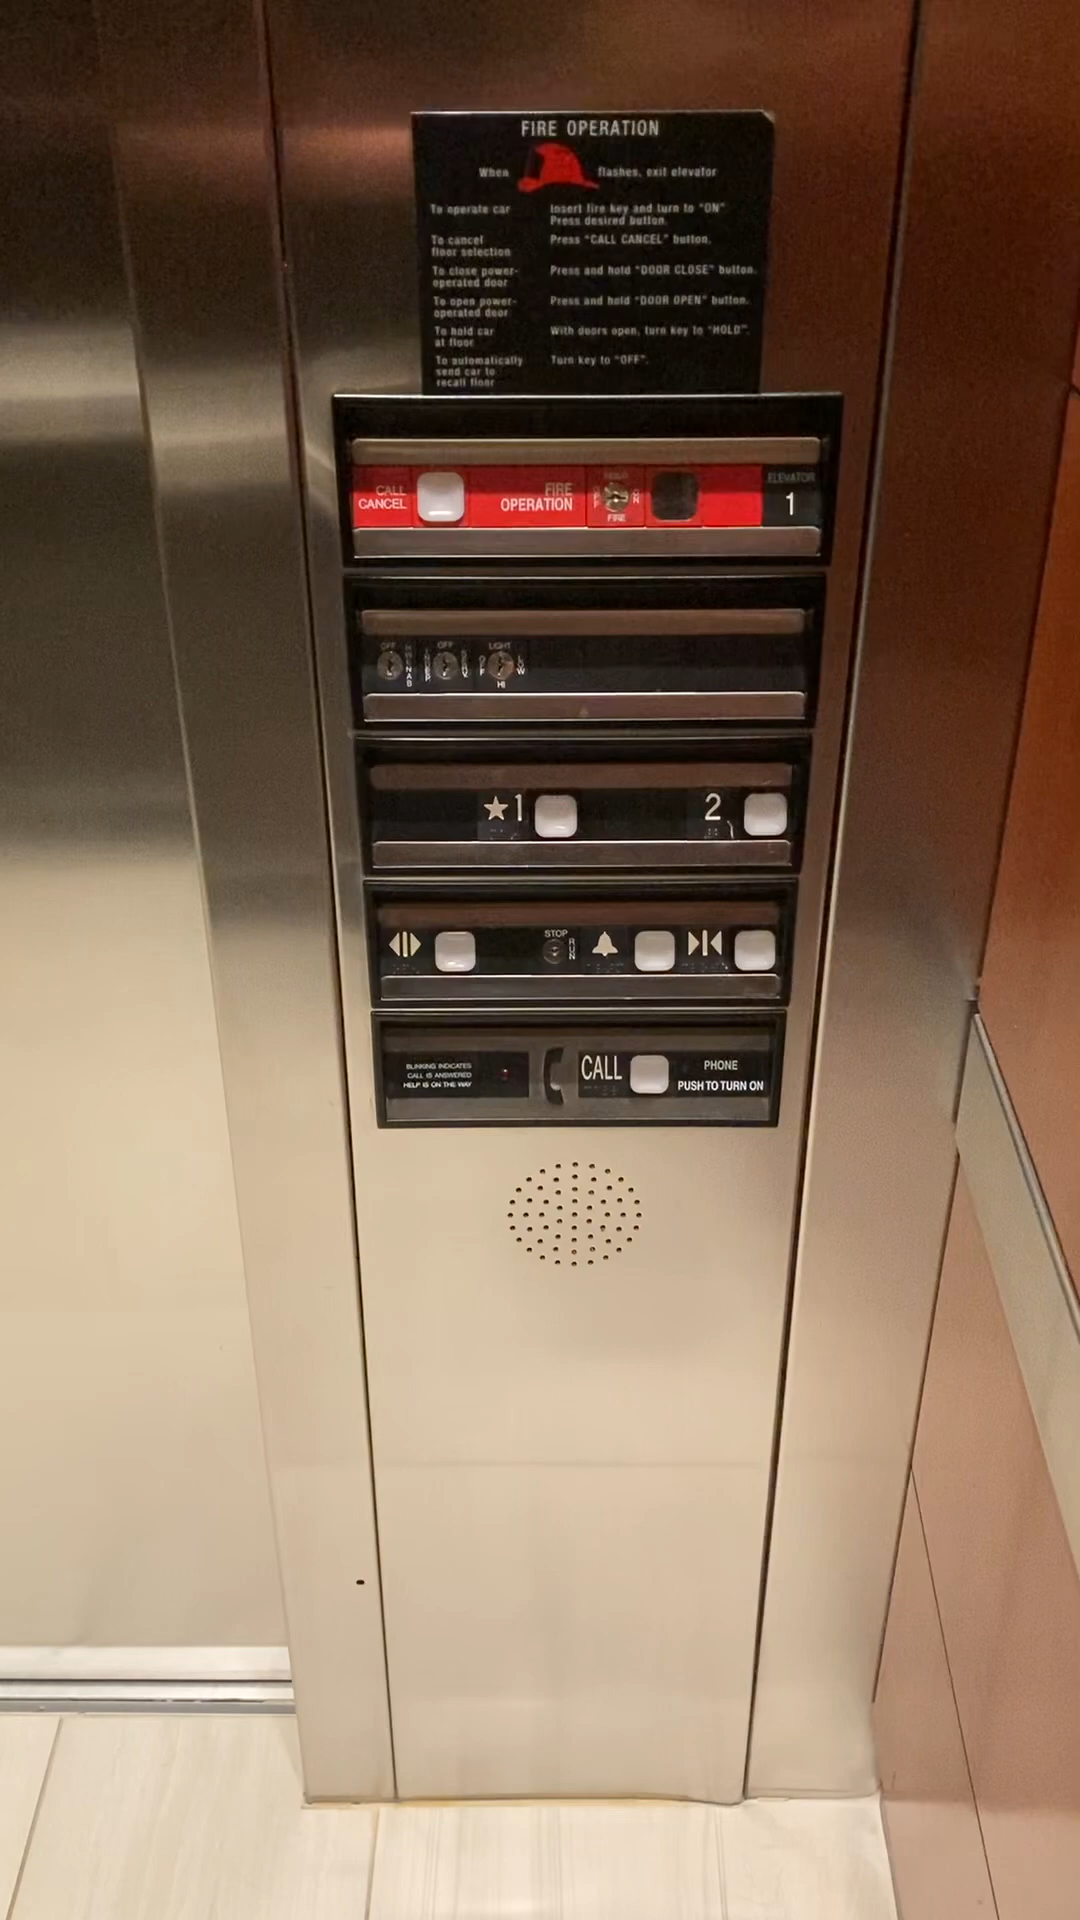 FIRE OPERATION
When flashes, exit elevator
To operate car Insert fire key and turn to "ON"
Press desired button.
To cancel
floor selection Press "CALL CANCEL" button.
To close power-
operated door Press and hold "DOOR CLOSE" button.
To open power-
operated door Press and hold "DOOR OPEN" button.
To hold car
at floor With doors open, turn key to "HOLD".
To automatically
send car to
recall floor Turn key to "OFF".
CALL
CANCEL
FIRE
OPERATION
HOLD
OFF
ON
FIRE
ELEVATOR
1
OFF
OFF
LIGHT
HI
★1
2
STOP
RUN
BLINKING INDICATES
CALL IS ANSWERED
HELP IS ON THE WAY
CALL
PHONE
PUSH TO TURN ON